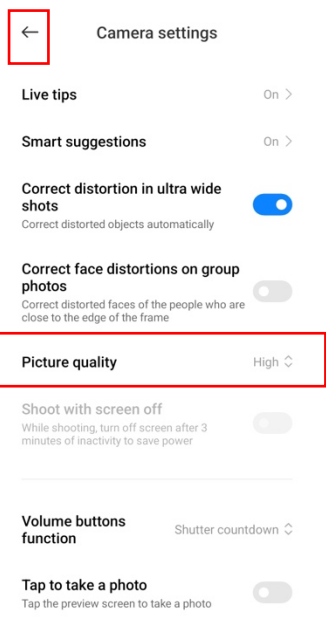 Camera settings
Live tips
On
Smart suggestions
On
Correct distortion in ultra wide
shots
Correct distorted objects automatically
Correct face distortions on group
photos
Correct distorted faces of the people who are
close to the edge of the frame
Picture quality
High
Shoot with screen off
While shooting, turn off screen after 3
minutes of inactivity to save power
Volume buttons
function
Shutter countdown
Tap to take a photo
Tap the preview screen to take a photo